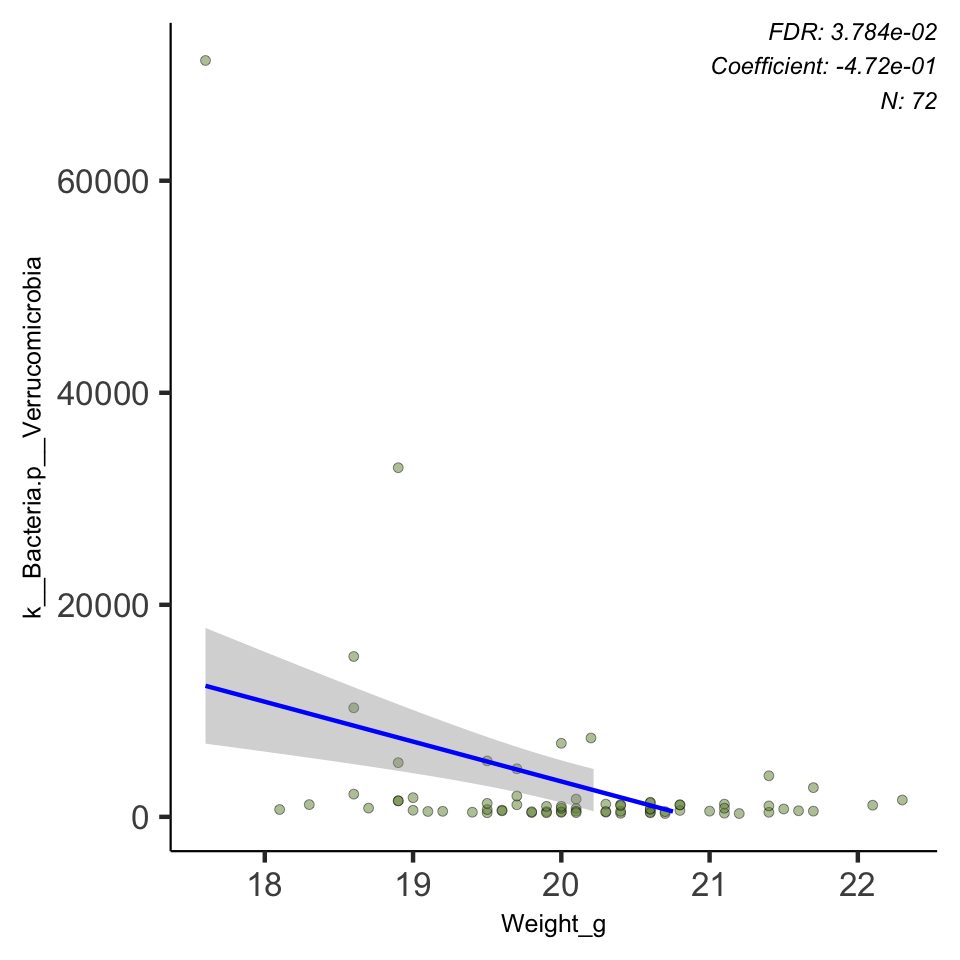 FDR: 3.784e-02
Coefficient: -4.72e-01
N: 72
k__Bacteria.p__Verrucomicrobia
60000
40000
20000
0
18 19 20 21 22
Weight_g